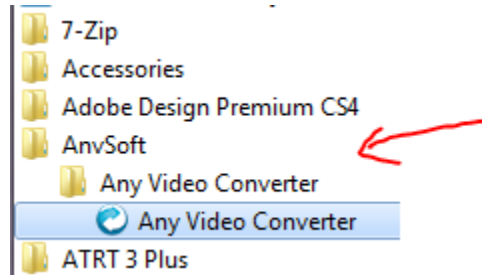 7-Zip
Accessories
Adobe Design Premium CS4
AnvSoft
Any Video Converter
Any Video Converter
ATRT 3 Plus